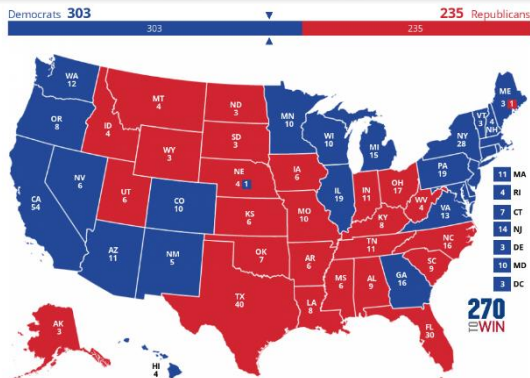 Democrats 303
235 Republicans
303
235
WA
12
OR
8
CA
54
NV
6
ID
4
MT
4
WY
3
UT
6
AZ
11
CO
10
NM
5
ND
3
SD
3
NE
4 1
KS
6
OK
7
TX
40
MN
10
IA
6
MO
10
AR
6
LA
8
WI
10
IL
19
MI
15
IN
11
OH
17
KY
8
TN
11
MS
6
AL
9
GA
16
FL
30
SC
9
NC
16
WV
4
VA
13
PA
19
NY
28
VT
3
4
NH
ME
3 1
11 MA
4 RI
7 CT
14 NJ
3 DE
10 MD
3 DC
AK
3
HI
4
270
TO WIN